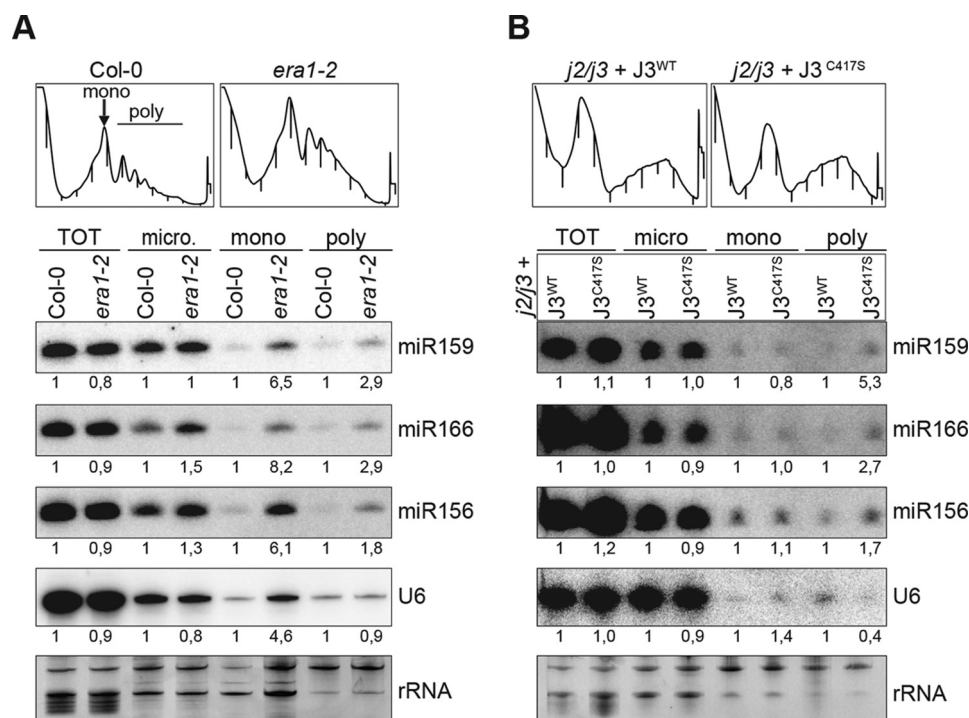 A
Col-0
mono
poly
era1-2
TOT micro. mono poly
Col-0 era1-2 Col-0 era1-2 Col-0 era1-2 Col-0 era1-2
miR159
1 0,8 1 1 1 6,5 1 2,9
miR166
1 0,9 1 1,5 1 8,2 1 2,9
miR156
1 0,9 1 1,3 1 6,1 1 1,8
U6
1 0,9 1 0,8 1 4,6 1 0,9
rRNA
B
j2/j3 + J3WT
j2/j3 + J3 C417S
TOT micro mono poly
j2/j3 +
J3WT J3C417S J3WT J3C417S J3WT J3C417S J3WT J3C417S
miR159
1 1,1 1 1,0 1 0,8 1 5,3
miR166
1 1,0 1 0,9 1 1,0 1 2,7
miR156
1 1,2 1 0,9 1 1,1 1 1,7
U6
1 1,0 1 0,9 1 1,4 1 0,4
rRNA